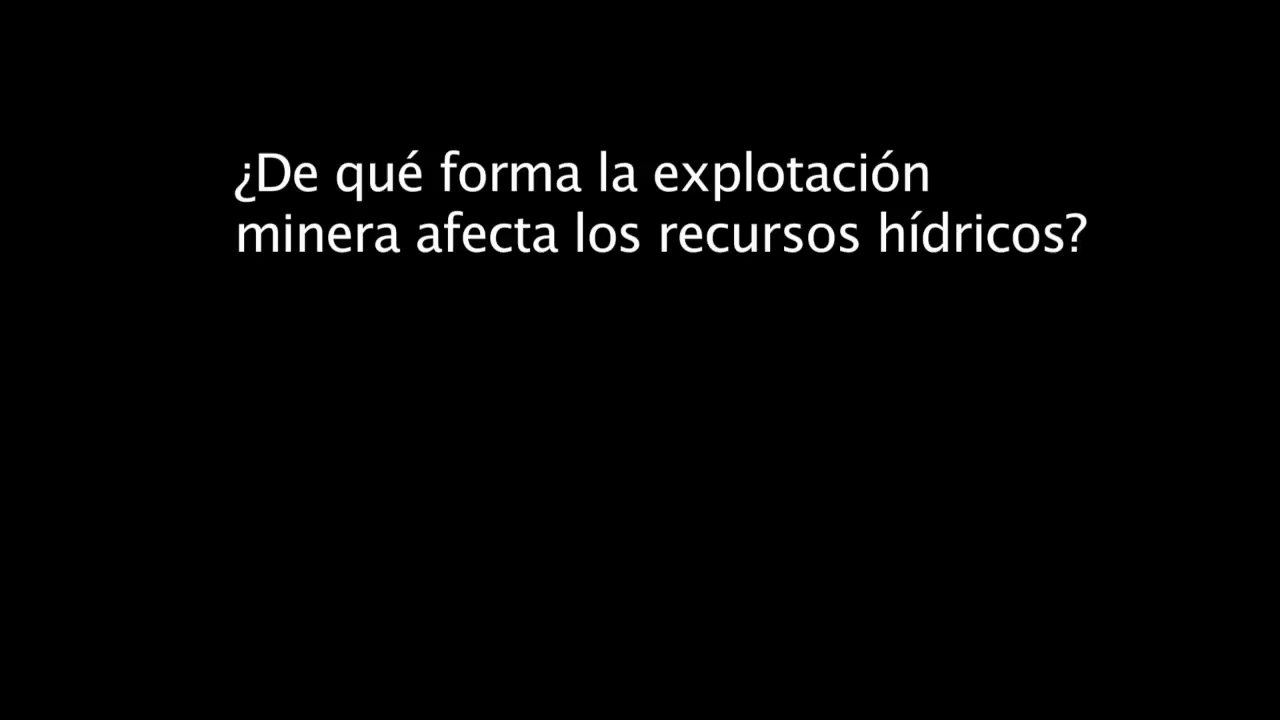 ¿De qué forma la explotación
minera afecta los recursos hídricos?